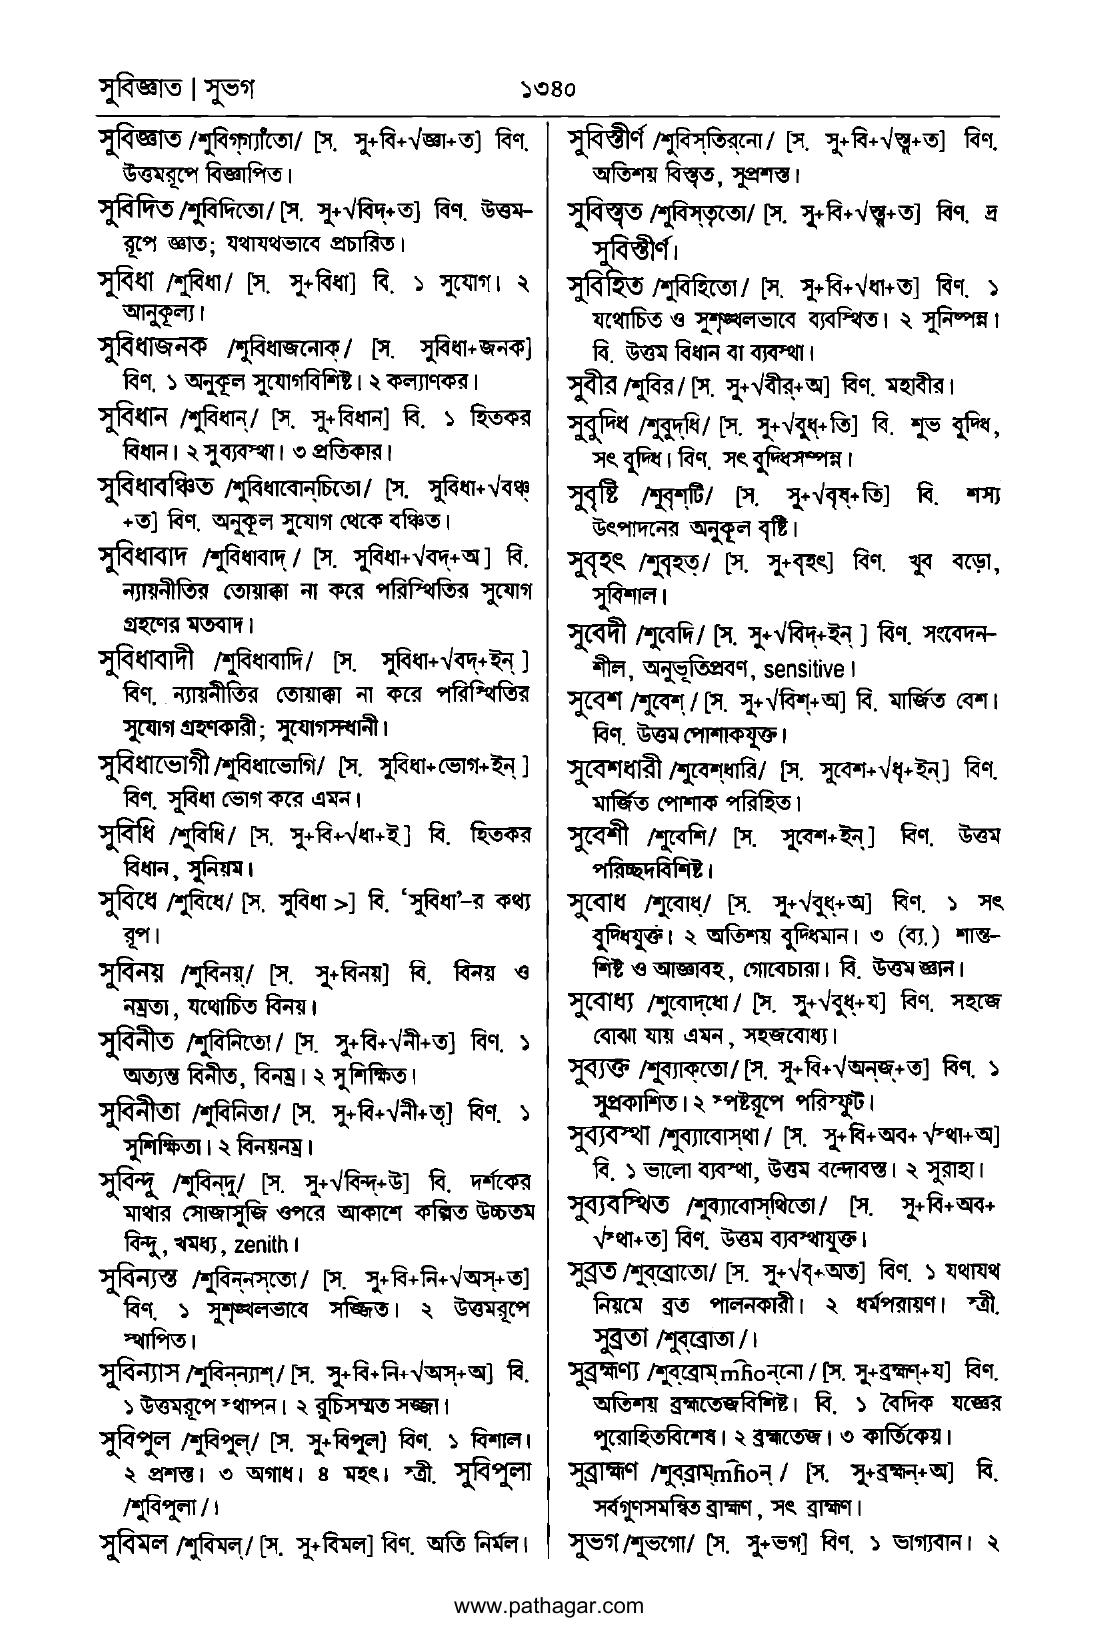 সুবিজ্ঞাত | সুভগ
১৩৪০
সুবিজ্ঞাত /শুবিগ্‌গ্যাঁতো/ [স. সু+বি+√জ্ঞা+ত] বিণ.
উত্তমরূপে বিজ্ঞাপিত।
সুবিদিত /শুবিদিতো/ [স. সু+√বিদ্+ত] বিণ. উত্তম-
রূপে জ্ঞাত; যথাযথভাবে প্রচারিত।
সুবিধা /শুবিধা/ [স. সু+বিধা] বি. ১ সুযোগ। ২
আনুকূল্য।
সুবিধাজনক /শুবিধাজনোক্/ [স. সুবিধা+জনক]
বিণ. ১ অনুকূল সুযোগবিশিষ্ট। ২ কল্যাণকর।
সুবিধান /শুবিধান্/ [স. সু+বিধান] বি. ১ হিতকর
বিধান। ২ সুব্যবস্থা। ৩ প্রতিকার।
সুবিধাবঞ্চিত /শুবিধাবোন্‌চিতো/ [স. সুবিধা+√বঞ্চ্
+ত] বিণ. অনুকূল সুযোগ থেকে বঞ্চিত।
সুবিধাবাদ /শুবিধাবাদ্/ [স. সুবিধা+√বদ্+অ] বি.
ন্যায়নীতির তোয়াক্কা না করে পরিস্থিতির সুযোগ
গ্রহণের মতবাদ।
সুবিধাবাদী /শুবিধাবাদি/ [স. সুবিধা+√বদ্+ইন্]
বিণ. ন্যায়নীতির তোয়াক্কা না করে পরিস্থিতির
সুযোগ গ্রহণকারী; সুযোগসন্ধানী।
সুবিধাভোগী /শুবিধাভোগি/ [স. সুবিধা+ভোগ+ইন্]
বিণ. সুবিধা ভোগ করে এমন।
সুবিধি /শুবিধি/ [স. সু+বি+√ধা+ই] বি. হিতকর
বিধান, সুনিয়ম।
সুবিধে /শুবিধে/ [স. সুবিধা >] বি. ‘সুবিধা’-র কথ্য
রূপ।
সুবিনয় /শুবিনয়্/ [স. সু+বিনয়] বি. বিনয় ও
নম্রতা, যথোচিত বিনয়।
সুবিনীত /শুবিনিতো/ [স. সু+বি+√নী+ত] বিণ. ১
অত্যন্ত বিনীত, বিনম্র। ২ সুশিক্ষিত।
সুবিনীতা /শুবিনিতা/ [স. সু+বি+√নী+ত্] বিণ. ১
সুশিক্ষিতা। ২ বিনয়নম্র।
সুবিন্দু /শুবিন্‌দু/ [স. সু+√বিন্দ্+উ] বি. দর্শকের
মাথার সোজাসুজি ওপরে আকাশে কল্পিত উচ্চতম
বিন্দু, খমধ্য, zenith।
সুবিন্যস্ত /শুবিন্‌নস্‌তো/ [স. সু+বি+নি+√অস্+ত]
বিণ. ১ সুশৃঙ্খলভাবে সজ্জিত। ২ উত্তমরূপে
স্থাপিত।
সুবিন্যাস /শুবিন্‌ন্যাশ্/ [স. সু+বি+নি+√অস্+অ] বি.
১ উত্তমরূপে স্থাপন। ২ রুচিসম্মত সজ্জা।
সুবিপুল /শুবিপুল্/ [স. সু+বিপুল] বিণ. ১ বিশাল।
২ প্রশস্ত। ৩ অগাধ। ৪ মহৎ। স্ত্রী. সুবিপুলা
/শুবিপুলা/।
সুবিমল /শুবিমল্/ [স. সু+বিমল] বিণ. অতি নির্মল।
সুবিস্তীর্ণ /শুবিস্‌তির্‌নো/ [স. সু+বি+√স্তৃ+ত] বিণ.
অতিশয় বিস্তৃত, সুপ্রশস্ত।
সুবিস্তৃত /শুবিস্‌তৃতো/ [স. সু+বি+√স্তৃ+ত] বিণ. দ্র
সুবিস্তীর্ণ।
সুবিহিত /শুবিহিতো/ [স. সু+বি+√ধা+ত] বিণ. ১
যথোচিত ও সুশৃঙ্খলভাবে ব্যবস্থিত। ২ সুনিষ্পন্ন।
বি. উত্তম বিধান বা ব্যবস্থা।
সুবীর /শুবির/ [স. সু+√বীর্+অ] বিণ. মহাবীর।
সুবুদ্ধি /শুবুদ্‌ধি/ [স. সু+√বুধ্+তি] বি. শুভ বুদ্ধি,
সৎ বুদ্ধি। বিণ. সৎ বুদ্ধিসম্পন্ন।
সুবৃষ্টি /শুবৃশ্‌টি/ [স. সু+√বৃষ্+তি] বি. শস্য
উৎপাদনের অনুকূল বৃষ্টি।
সুবৃহৎ /শুবৃহত্/ [স. সু+বৃহৎ] বিণ. খুব বড়ো,
সুবিশাল।
সুবেদী /শুবেদি/ [স. সু+√বিদ্+ইন্] বিণ. সংবেদন-
শীল, অনুভূতিপ্রবণ, sensitive।
সুবেশ /শুবেশ্/ [স. সু+√বিশ্+অ] বি. মার্জিত বেশ।
বিণ. উত্তম পোশাকযুক্ত।
সুবেশধারী /শুবেশ্‌ধারি/ [স. সুবেশ+√ধৃ+ইন্] বিণ.
মার্জিত পোশাক পরিহিত।
সুবেশী /শুবেশি/ [স. সুবেশ+ইন্] বিণ. উত্তম
পরিচ্ছদবিশিষ্ট।
সুবোধ /শুবোধ্/ [স. সু+√বুধ্+অ] বিণ. ১ সৎ
বুদ্ধিযুক্ত। ২ অতিশয় বুদ্ধিমান। ৩ (ব্য.) শান্ত-
শিষ্ট ও আজ্ঞাবহ, গোবেচারা। বি. উত্তম জ্ঞান।
সুবোধ্য /শুবোদ্‌ধো/ [স. সু+√বুধ্+য] বিণ. সহজে
বোঝা যায় এমন, সহজবোধ্য।
সুব্যক্ত /শুব্যাক্‌তো/ [স. সু+বি+√অন্‌জ্+ত] বিণ. ১
সুপ্রকাশিত। ২ স্পষ্টরূপে পরিস্ফুট।
সুব্যবস্থা /শুব্যাবোস্‌থা/ [স. সু+বি+অব+ √স্থা+অ]
বি. ১ ভালো ব্যবস্থা, উত্তম বন্দোবস্ত। ২ সুরাহা।
সুব্যবস্থিত /শুব্যাবোস্‌থিতো/ [স. সু+বি+অব+
√স্থা+ত] বিণ. উত্তম ব্যবস্থাযুক্ত।
সুব্রত /শুব্‌ব্রোতো/ [স. সু+√বৃ+অত] বিণ. ১ যথাযথ
নিয়মে ব্রত পালনকারী। ২ ধর্মপরায়ণ। স্ত্রী.
সুব্রতা /শুব্‌ব্রোতা/।
সুব্রহ্মণ্য /শুব্‌ব্রোম্‌mɦoন্‌নো/ [স. সু+ব্রহ্মণ্+য] বিণ.
অতিশয় ব্রহ্মতেজবিশিষ্ট। বি. ১ বৈদিক যজ্ঞের
পুরোহিতবিশেষ। ২ ব্রহ্মতেজ। ৩ কার্তিকেয়।
সুব্রাহ্মণ /শুব্‌ব্রাম্‌mɦoন্/ [স. সু+ব্রহ্মন্+অ] বি.
সর্বগুণসমন্বিত ব্রাহ্মণ, সৎ ব্রাহ্মণ।
সুভগ /শুভগো/ [স. সু+ভগ] বিণ. ১ ভাগ্যবান। ২
www.pathagar.com